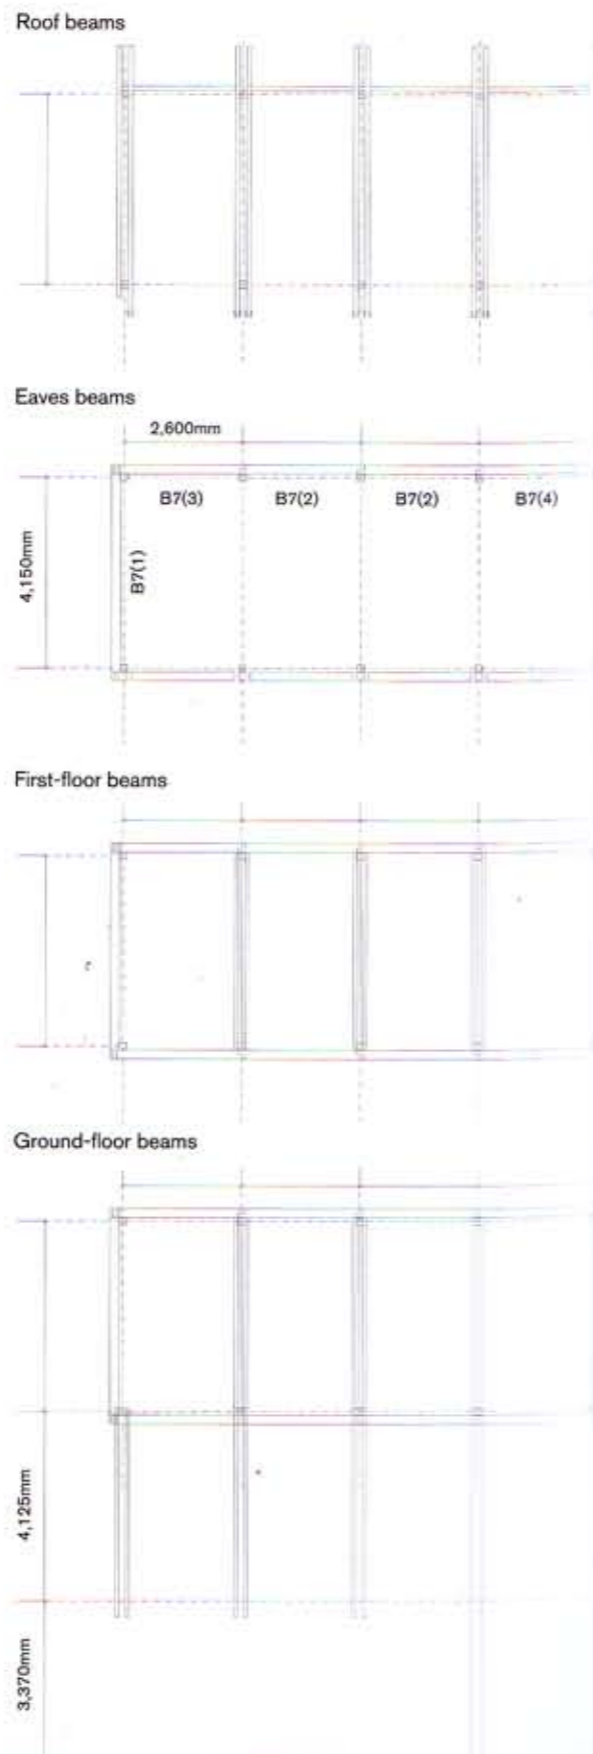 Roof beams
Eaves beams
2,600mm
B7(3) B7(2) B7(2) B7(4)
4,150mm
B7(1)
First-floor beams
Ground-floor beams
4,125mm
3,370mm